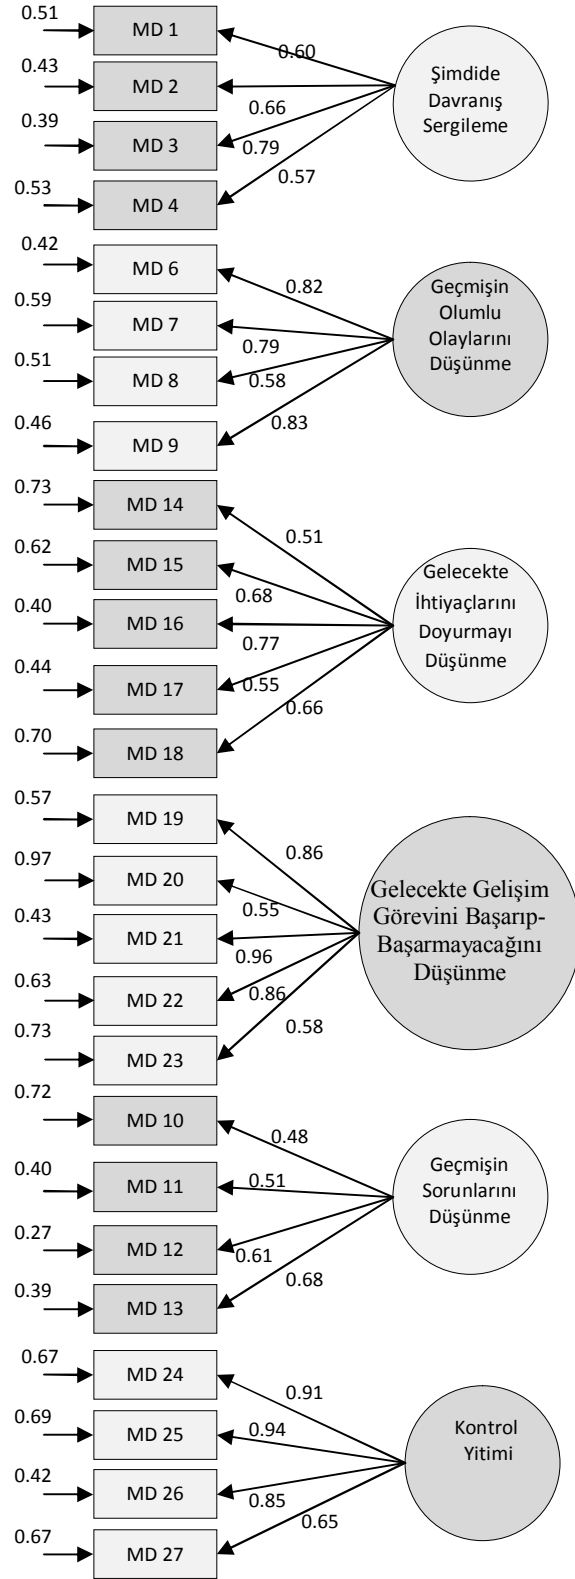 0.51
MD 1
0.60
0.43
MD 2
0.66
0.39
MD 3
0.79
0.53
MD 4
0.57
Şimdide
Davranış
Sergileme
0.42
MD 6
0.82
0.59
MD 7
0.79
0.51
MD 8
0.58
0.46
MD 9
0.83
Geçmişin
Olumlu
Olaylarını
Düşünme
0.73
MD 14
0.51
0.62
MD 15
0.68
0.40
MD 16
0.77
0.44
MD 17
0.55
0.70
MD 18
0.66
Gelecekte
İhtiyaçlarını
Doyurmayı
Düşünme
0.57
MD 19
0.86
0.97
MD 20
0.55
0.43
MD 21
0.96
0.63
MD 22
0.86
0.73
MD 23
0.58
Gelecekte Gelişim
Görevini Başarıp-
Başarmayacağını
Düşünme
0.72
MD 10
0.48
0.40
MD 11
0.51
0.27
MD 12
0.61
0.39
MD 13
0.68
Geçmişin
Sorunlarını
Düşünme
0.67
MD 24
0.91
0.69
MD 25
0.94
0.42
MD 26
0.85
0.67
MD 27
0.65
Kontrol
Yitimi